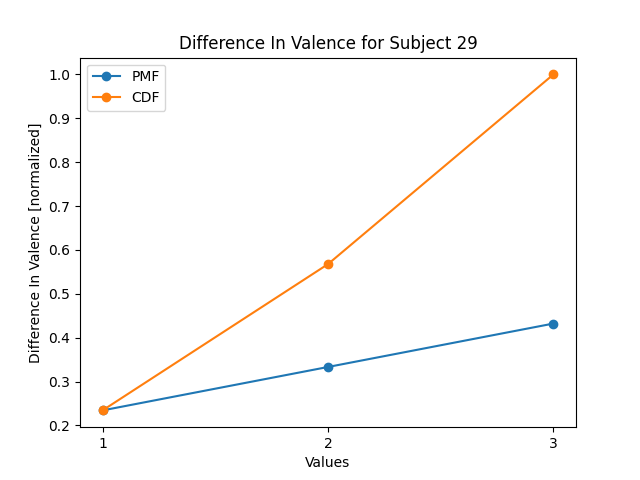 Difference In Valence for Subject 29
PMF
CDF
Difference In Valence [normalized]
1.0
0.9
0.8
0.7
0.6
0.5
0.4
0.3
0.2
1 2 3
Values